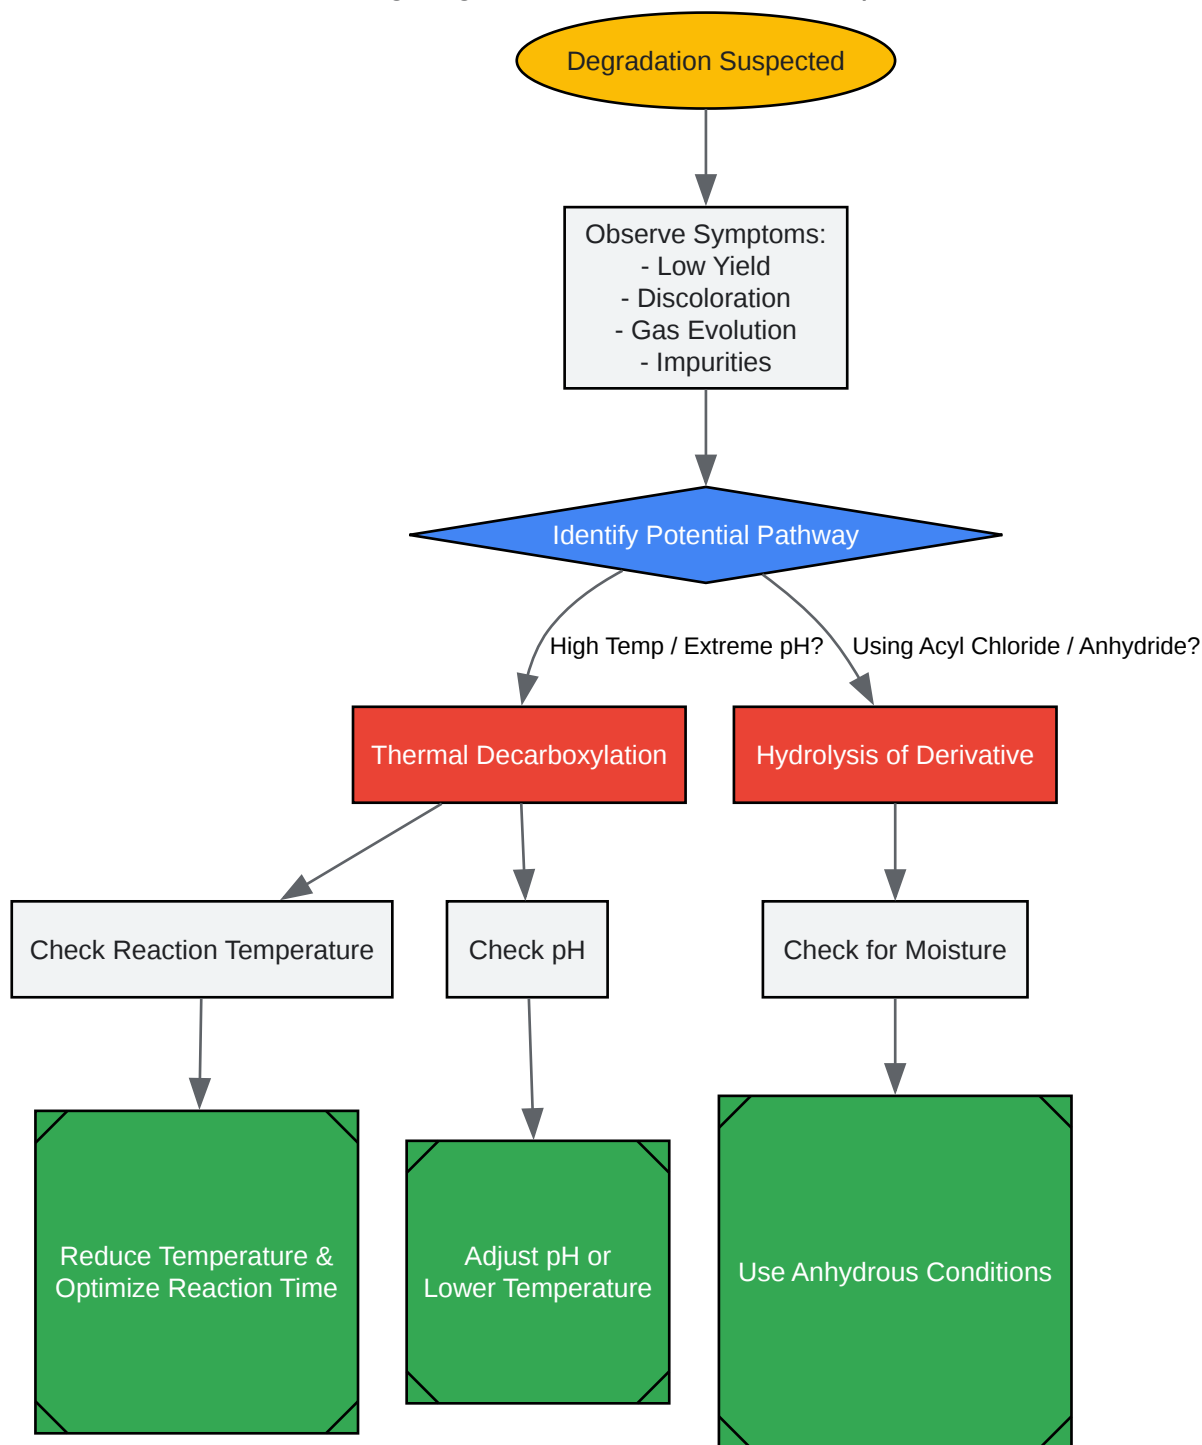 Degradation Suspected
Observe Symptoms:
- Low Yield
- Discoloration
- Gas Evolution
- Impurities
Identify Potential Pathway
High Temp / Extreme pH?
Using Acyl Chloride / Anhydride?
Thermal Decarboxylation
Hydrolysis of Derivative
Check Reaction Temperature
Check pH
Check for Moisture
Reduce Temperature &
Optimize Reaction Time
Adjust pH or
Lower Temperature
Use Anhydrous Conditions